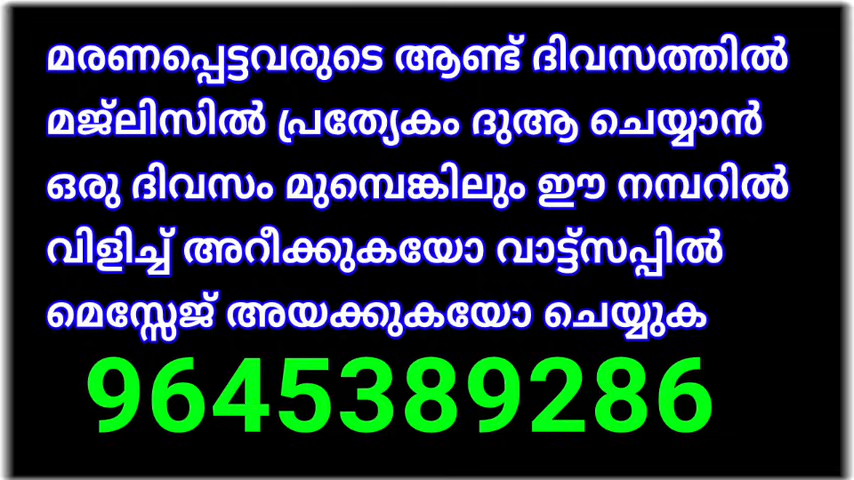 മരണപ്പെട്ടവരുടെ ആണ്ട് ദിവസത്തിൽ
മജ്ലിസിൽ പ്രത്യേകം ദുആ ചെയ്യാൻ
ഒരു ദിവസം മുമ്പെങ്കിലും ഈ നമ്പറിൽ
വിളിച്ച് അറീക്കുകയോ വാട്ട്സപ്പിൽ
മെസ്സേജ് അയക്കുകയോ ചെയ്യുക
9645389286